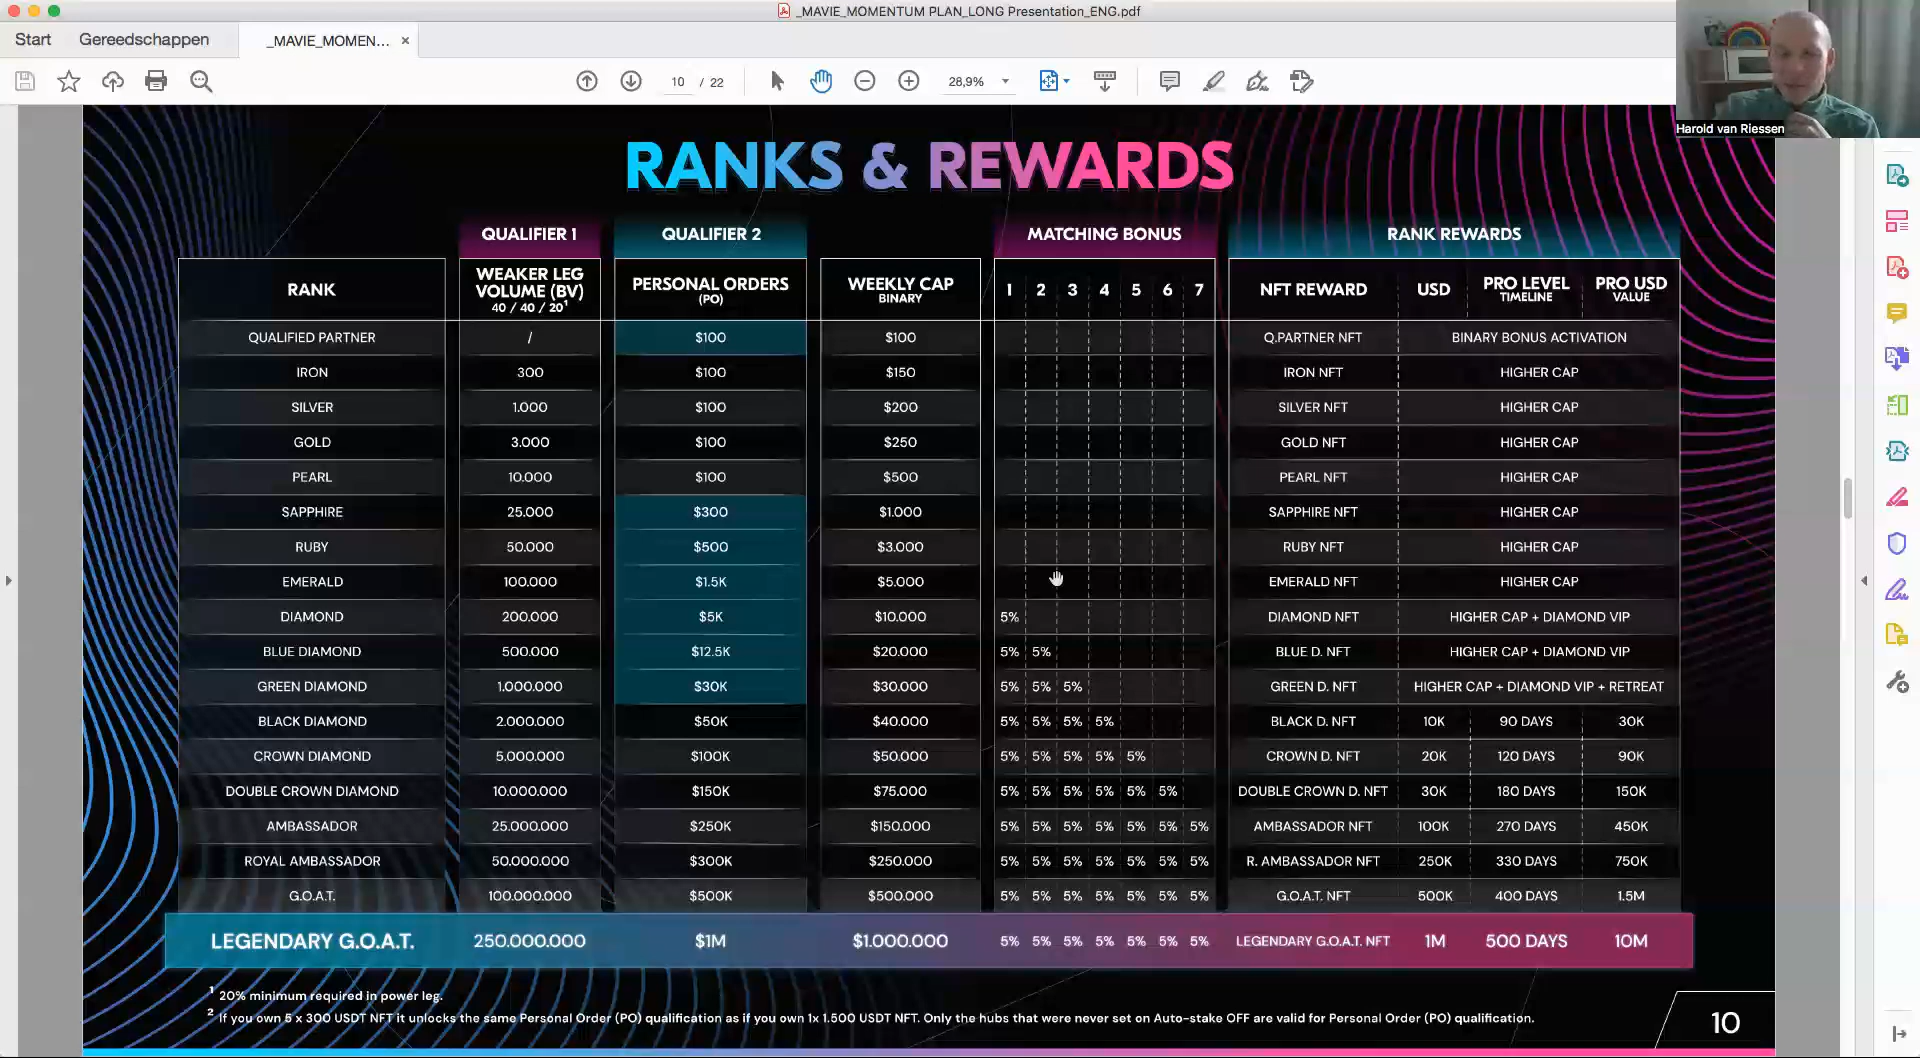 _MAVIE_MOMENTUM PLAN_LONG Presentation_ENG.pdf
Start Gereedschappen _MAVIE_MOMEN... ×
10 / 22 28,9%
Harold van Riessen
RANKS & REWARDS
QUALIFIER 1 QUALIFIER 2 MATCHING BONUS RANK REWARDS
RANK WEAKER LEG VOLUME (BV) 40 / 40 / 20¹ PERSONAL ORDERS (PO) WEEKLY CAP BINARY 1 2 3 4 5 6 7 NFT REWARD USD PRO LEVEL TIMELINE PRO USD VALUE
QUALIFIED PARTNER / $100 $100 Q.PARTNER NFT BINARY BONUS ACTIVATION
IRON 300 $100 $150 IRON NFT HIGHER CAP
SILVER 1.000 $100 $200 SILVER NFT HIGHER CAP
GOLD 3.000 $100 $250 GOLD NFT HIGHER CAP
PEARL 10.000 $100 $500 PEARL NFT HIGHER CAP
SAPPHIRE 25.000 $300 $1.000 SAPPHIRE NFT HIGHER CAP
RUBY 50.000 $500 $3.000 RUBY NFT HIGHER CAP
EMERALD 100.000 $1.5K $5.000 EMERALD NFT HIGHER CAP
DIAMOND 200.000 $5K $10.000 5% DIAMOND NFT HIGHER CAP + DIAMOND VIP
BLUE DIAMOND 500.000 $12.5K $20.000 5% 5% BLUE D. NFT HIGHER CAP + DIAMOND VIP
GREEN DIAMOND 1.000.000 $30K $30.000 5% 5% 5% GREEN D. NFT HIGHER CAP + DIAMOND VIP + RETREAT
BLACK DIAMOND 2.000.000 $50K $40.000 5% 5% 5% 5% BLACK D. NFT 10K 90 DAYS 30K
CROWN DIAMOND 5.000.000 $100K $50.000 5% 5% 5% 5% 5% CROWN D. NFT 20K 120 DAYS 90K
DOUBLE CROWN DIAMOND 10.000.000 $150K $75.000 5% 5% 5% 5% 5% 5% DOUBLE CROWN D. NFT 30K 180 DAYS 150K
AMBASSADOR 25.000.000 $250K $150.000 5% 5% 5% 5% 5% 5% 5% AMBASSADOR NFT 100K 270 DAYS 450K
ROYAL AMBASSADOR 50.000.000 $300K $250.000 5% 5% 5% 5% 5% 5% 5% R. AMBASSADOR NFT 250K 330 DAYS 750K
G.O.A.T. 100.000.000 $500K $500.000 5% 5% 5% 5% 5% 5% 5% G.O.A.T. NFT 500K 400 DAYS 1.5M
LEGENDARY G.O.A.T. 250.000.000 $1M $1.000.000 5% 5% 5% 5% 5% 5% 5% LEGENDARY G.O.A.T. NFT 1M 500 DAYS 10M
¹ 20% minimum required in power leg.
² If you own 5 x 300 USDT NFT it unlocks the same Personal Order (PO) qualification as if you own 1x 1.500 USDT NFT. Only the hubs that were never set on Auto-stake OFF are valid for Personal Order (PO) qualification.
10